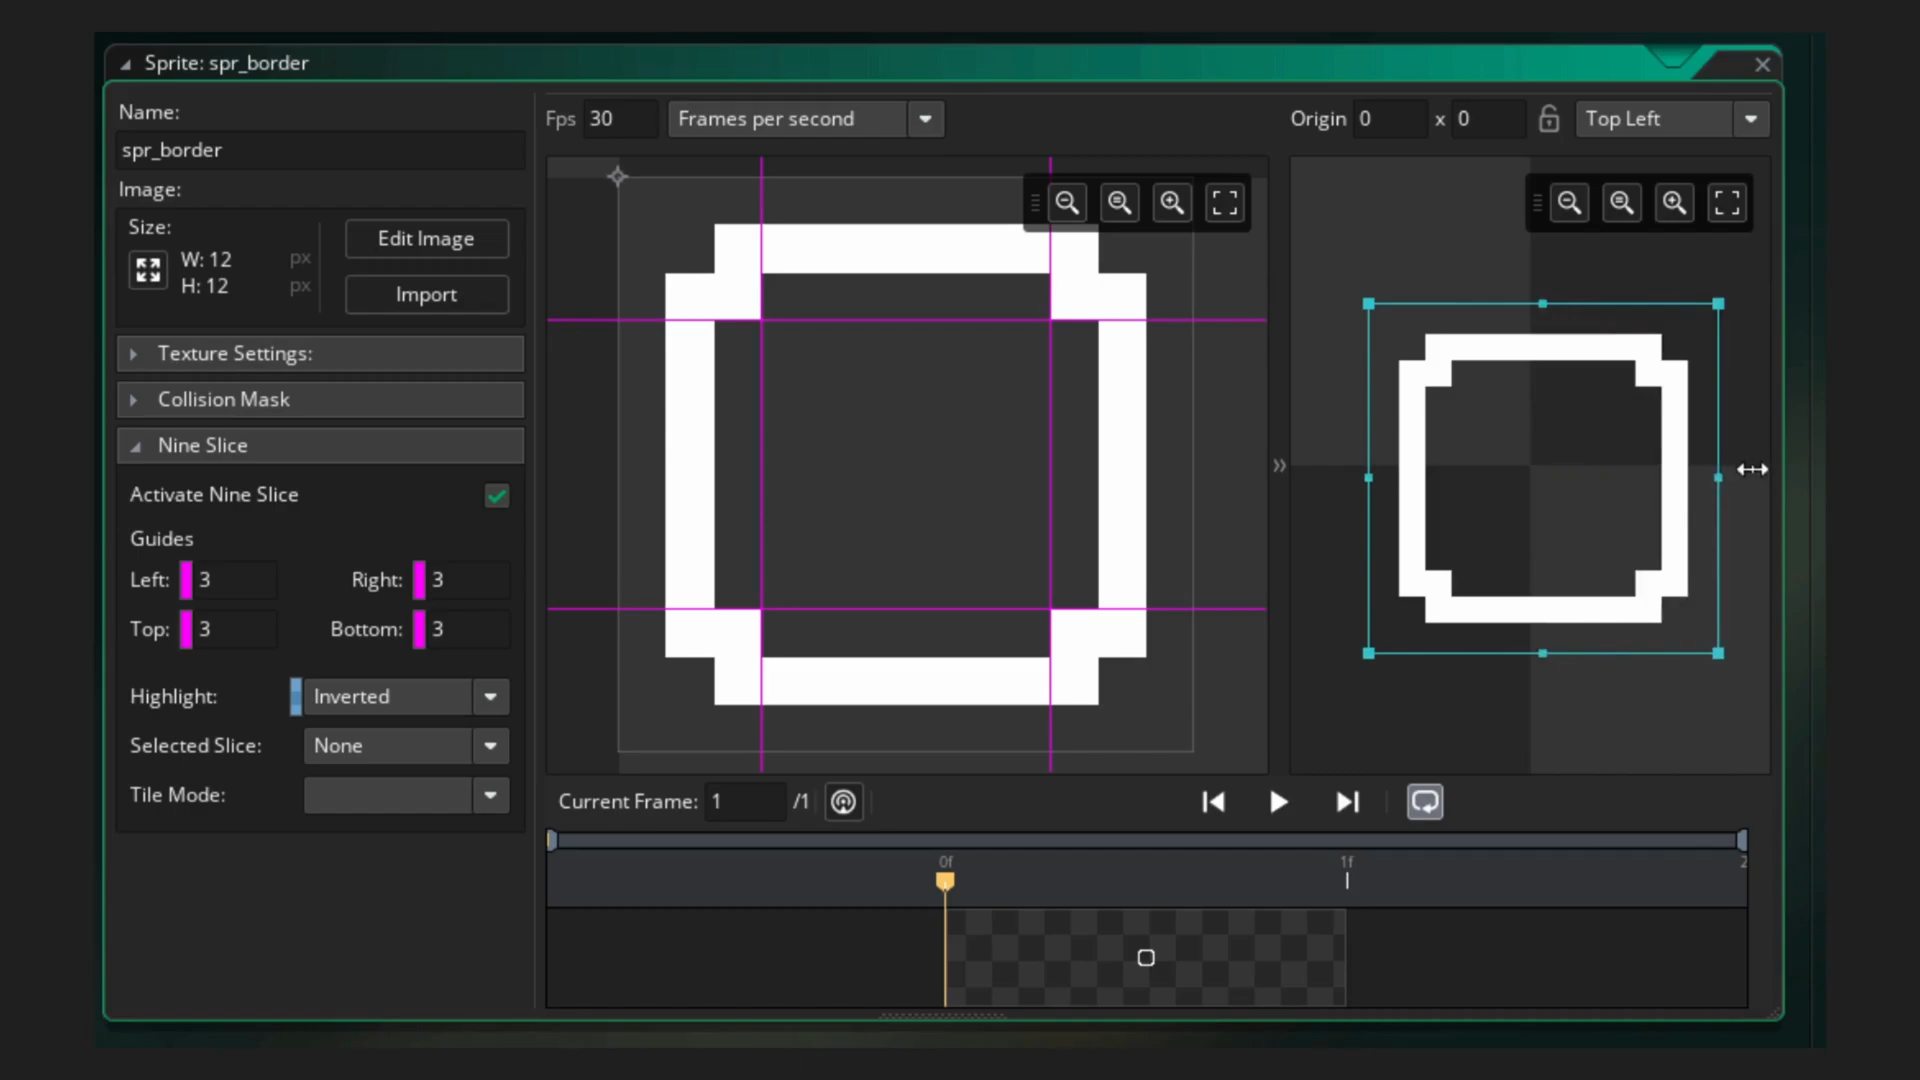 Sprite: spr_border
Name:
spr_border
Image:
Size:
W: 12 px
H: 12 px
Edit Image
Import
Texture Settings:
Collision Mask
Nine Slice
Activate Nine Slice
Guides
Left: 3 Right: 3
Top: 3 Bottom: 3
Highlight: Inverted
Selected Slice: None
Tile Mode:
Fps 30 Frames per second
Origin 0 x 0 Top Left
Current Frame: 1 /1
0f 1f 2